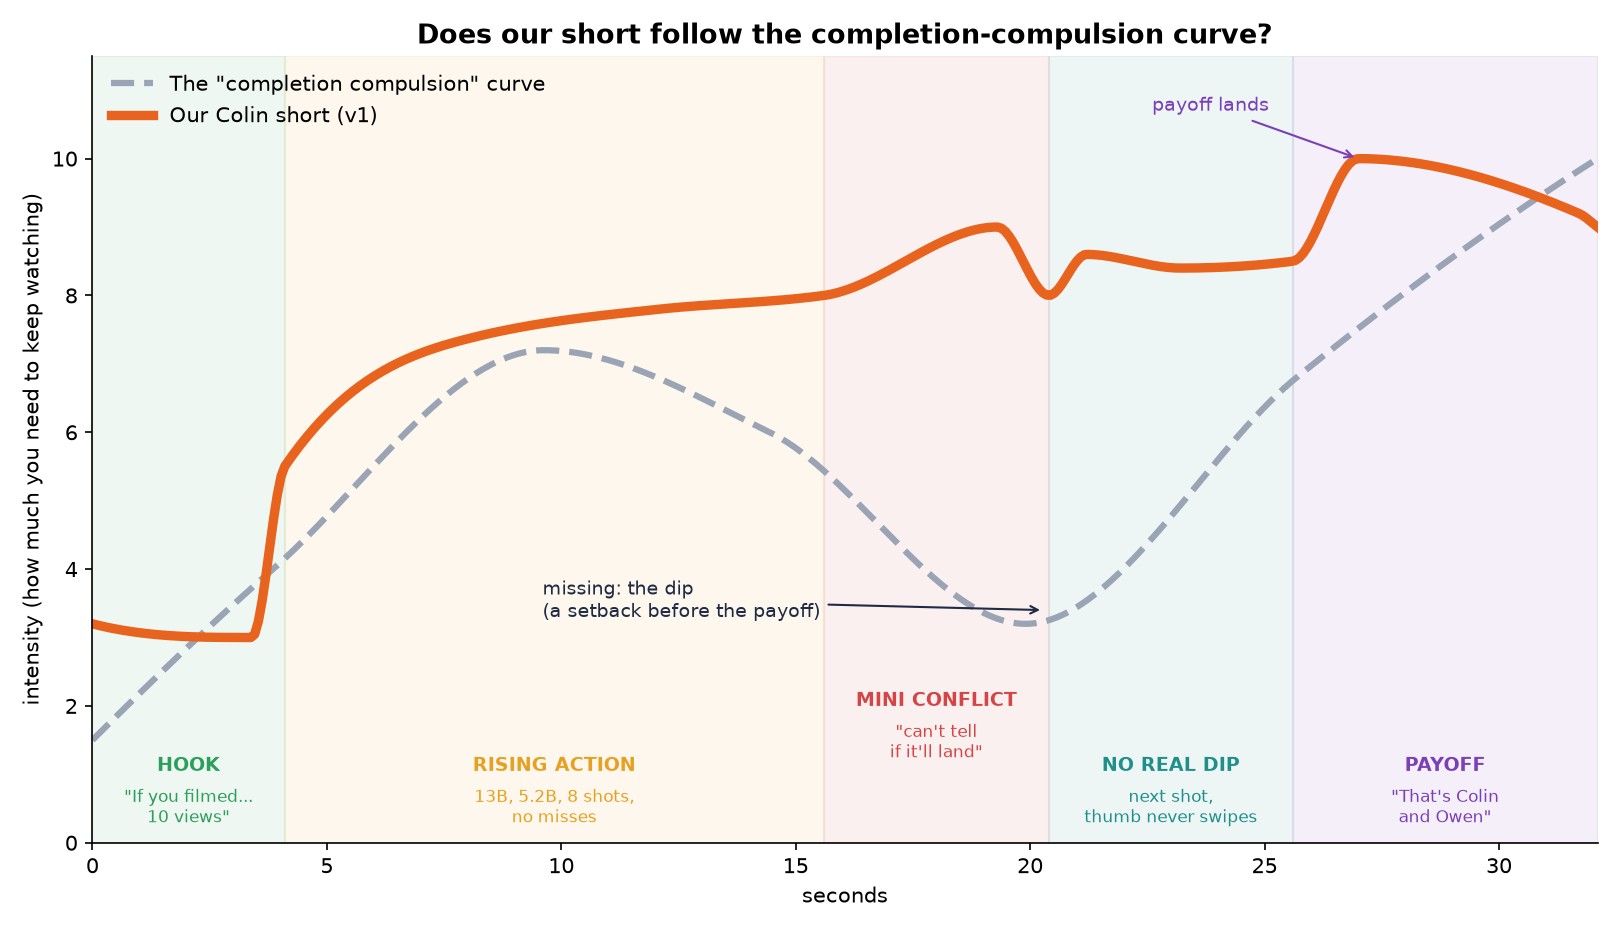 Does our short follow the completion-compulsion curve?
The "completion compulsion" curve
Our Colin short (v1)
payoff lands
missing: the dip
(a setback before the payoff)
MINI CONFLICT
"can't tell
if it'll land"
HOOK
"If you filmed...
10 views"
RISING ACTION
13B, 5.2B, 8 shots,
no misses
NO REAL DIP
next shot,
thumb never swipes
PAYOFF
"That's Colin
and Owen"
intensity (how much you need to keep watching)
10
8
6
4
2
0
0 5 10 15 20 25 30
seconds